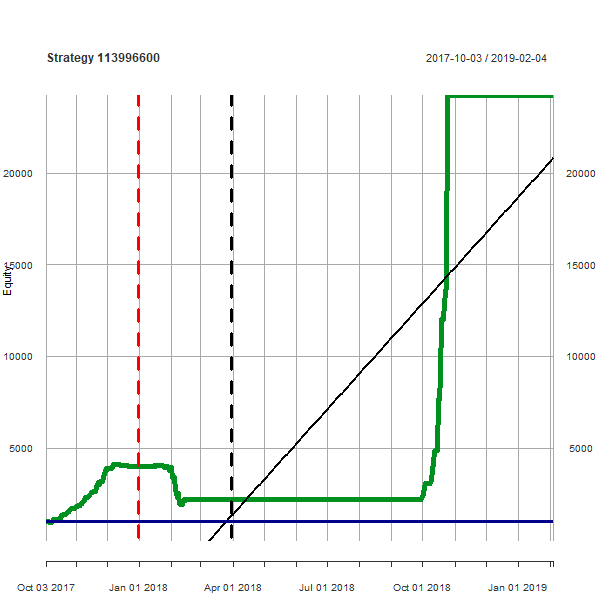 Strategy 113996600
2017-10-03 / 2019-02-04
20000
20000
15000
15000
Equity
10000
10000
5000
5000
Oct 03 2017
Jan 01 2018
Apr 01 2018
Jul 01 2018
Oct 01 2018
Jan 01 2019